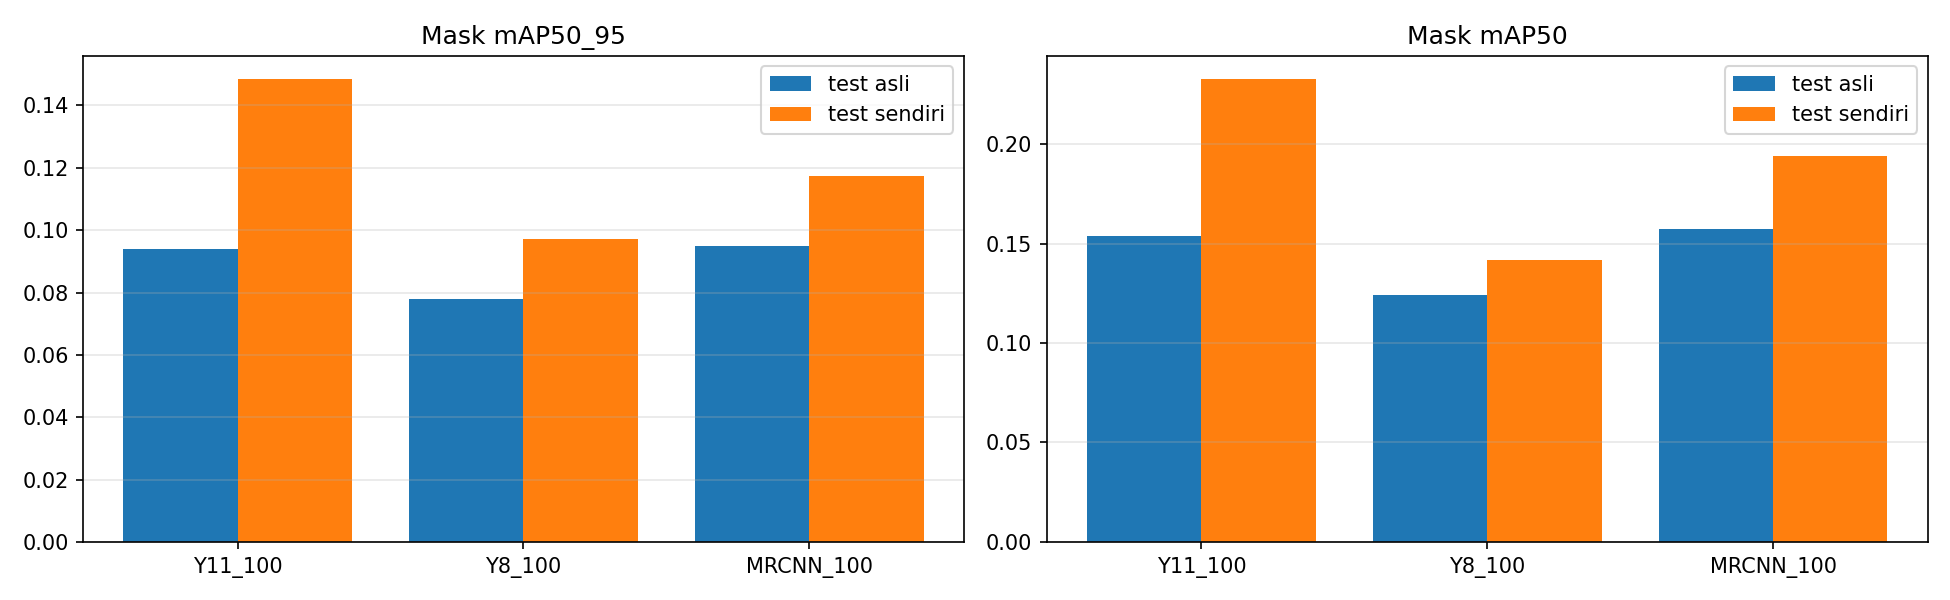 Mask mAP50_95
0.14
0.12
0.10
0.08
0.06
0.04
0.02
0.00
test asli
test sendiri
Y11_100
Y8_100
MRCNN_100
Mask mAP50
0.20
0.15
0.10
0.05
0.00
test asli
test sendiri
Y11_100
Y8_100
MRCNN_100